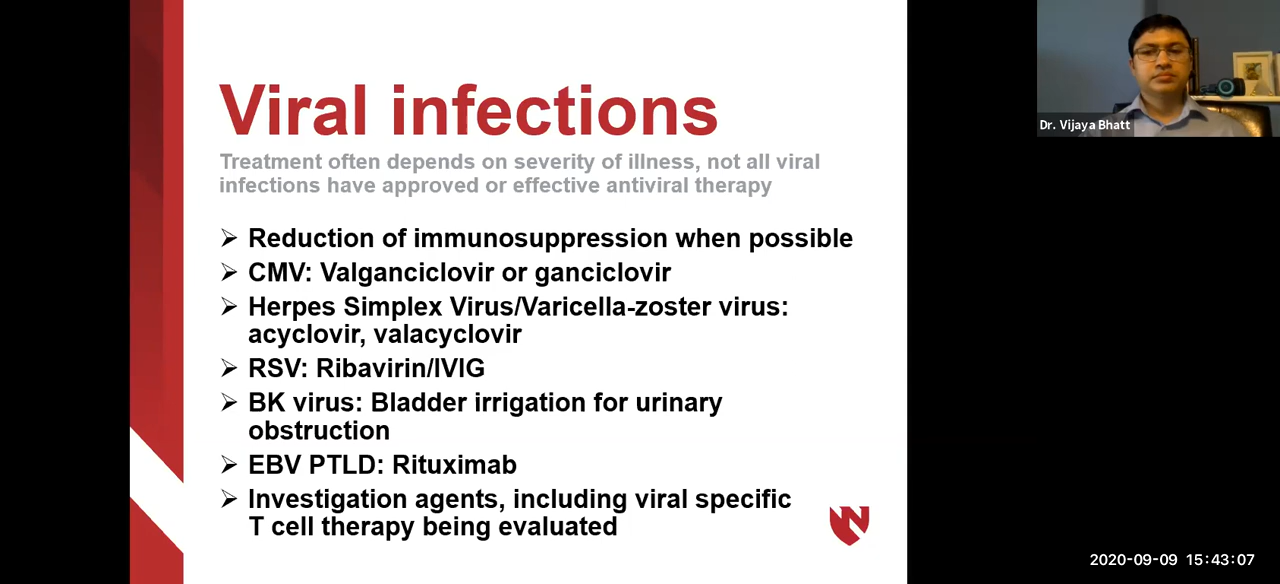 Viral infections
Treatment often depends on severity of illness, not all viral
infections have approved or effective antiviral therapy
➢ Reduction of immunosuppression when possible
➢ CMV: Valganciclovir or ganciclovir
➢ Herpes Simplex Virus/Varicella-zoster virus:
acyclovir, valacyclovir
➢ RSV: Ribavirin/IVIG
➢ BK virus: Bladder irrigation for urinary
obstruction
➢ EBV PTLD: Rituximab
➢ Investigation agents, including viral specific
T cell therapy being evaluated
N
Dr. Vijaya Bhatt
2020-09-09 15:43:07